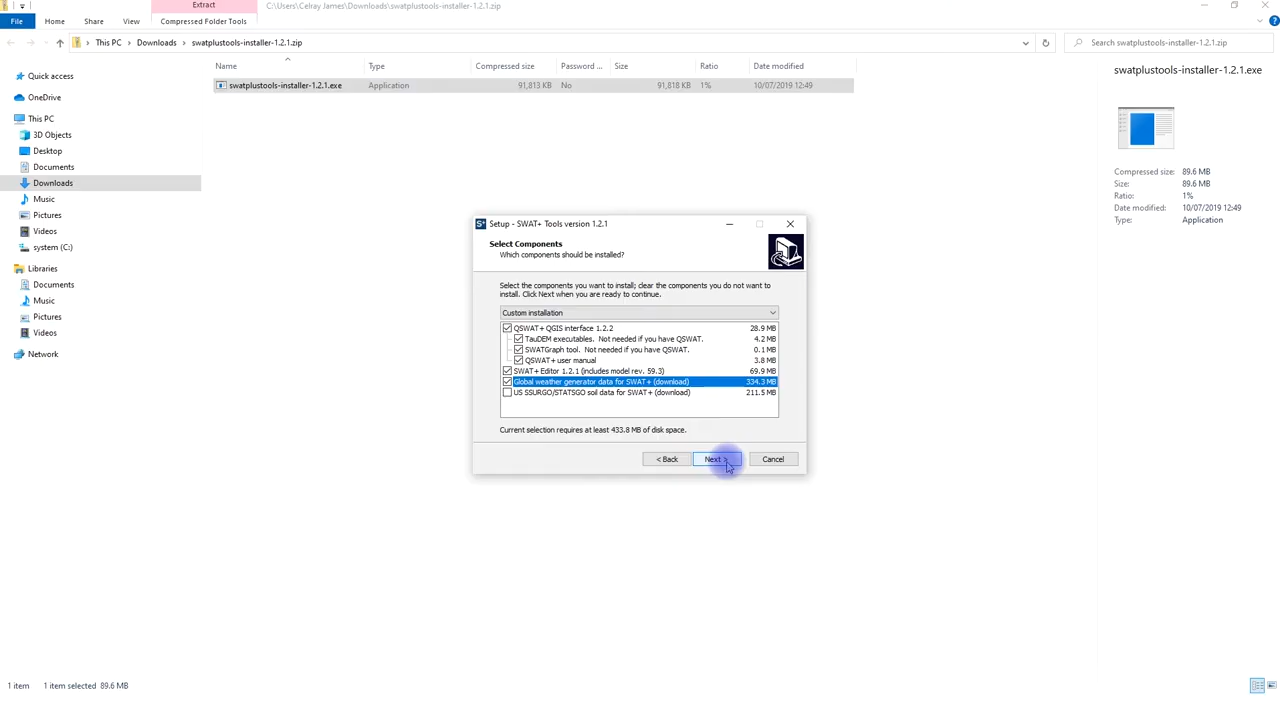 Extract
C:\Users\Celray James\Downloads\swatplustools-installer-1.2.1.zip
File
Home
Share
View
Compressed Folder Tools
This PC
Downloads
swatplustools-installer-1.2.1.zip
Search swatplustools-installer-1.2.1.zip
Name
Type
Compressed size
Password ...
Size
Ratio
Date modified
swatplustools-installer-1.2.1.exe
Application
91,813 KB
No
91,818 KB
1%
10/07/2019 12:49
Quick access
OneDrive
This PC
3D Objects
Desktop
Documents
Downloads
Music
Pictures
Videos
system (C:)
Libraries
Documents
Music
Pictures
Videos
Network
swatplustools-installer-1.2.1.exe
Compressed size: 89.6 MB
Size: 89.6 MB
Ratio: 1%
Date modified: 10/07/2019 12:49
Type: Application
Setup - SWAT+ Tools version 1.2.1
Select Components
Which components should be installed?
Select the components you want to install; clear the components you do not want to
install. Click Next when you are ready to continue.
Custom installation
QSWAT+ QGIS interface 1.2.2 28.9 MB
TauDEM executables. Not needed if you have QSWAT. 4.2 MB
SWATGraph tool. Not needed if you have QSWAT. 0.1 MB
QSWAT+ user manual 3.8 MB
SWAT+ Editor 1.2.1 (includes model rev. 59.3) 69.9 MB
Global weather generator data for SWAT+ (download) 334.3 MB
US SSURGO/STATSGO soil data for SWAT+ (download) 211.5 MB
Current selection requires at least 433.8 MB of disk space.
< Back
Next >
Cancel
1 item
1 item selected 89.6 MB